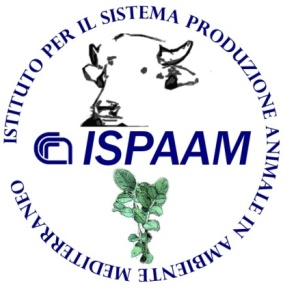 ISTITUTO PER IL SISTEMA PRODUZIONE ANIMALE IN AMBIENTE MEDITERRANEO
ISPAAM